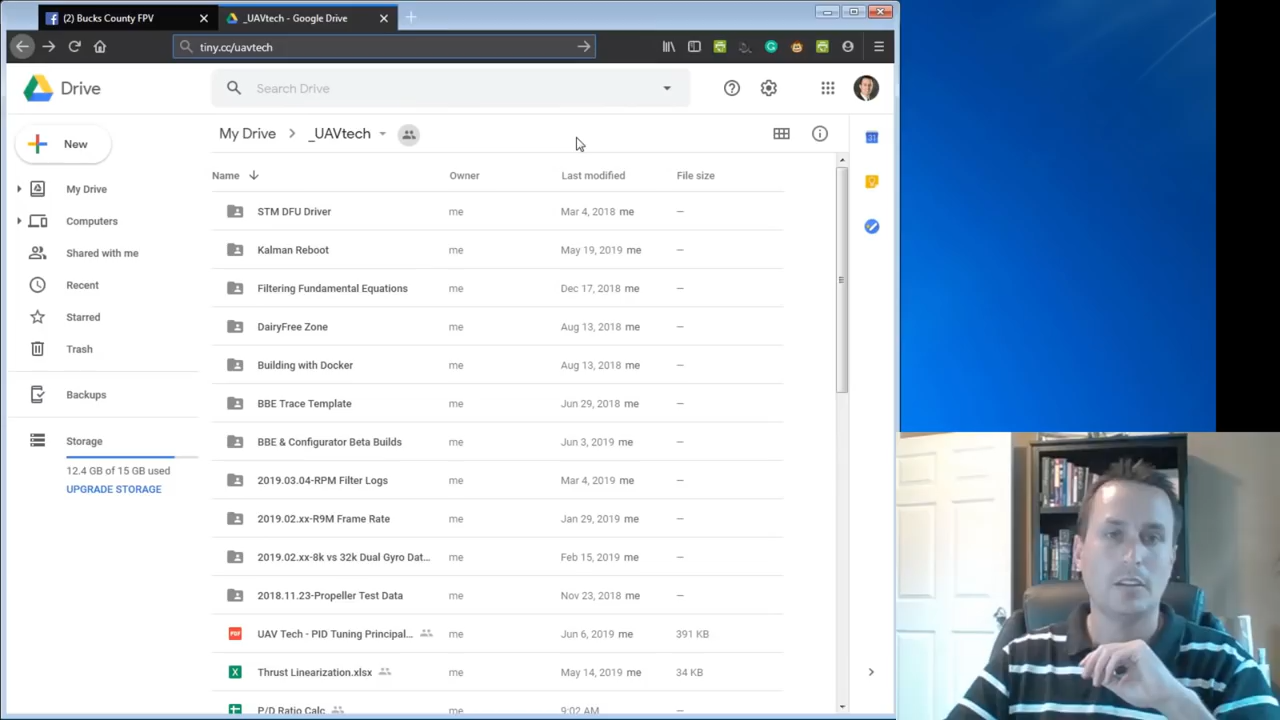 (2) Bucks County FPV
_UAVtech - Google Drive
tiny.cc/uavtech
Drive
Search Drive
My Drive
_UAVtech
New
Name
Owner
Last modified
File size
My Drive
Computers
Shared with me
Recent
Starred
Trash
Backups
Storage
12.4 GB of 15 GB used
UPGRADE STORAGE
STM DFU Driver me Mar 4, 2018 me –
Kalman Reboot me May 19, 2019 me –
Filtering Fundamental Equations me Dec 17, 2018 me –
DairyFree Zone me Aug 13, 2018 me –
Building with Docker me Aug 13, 2018 me –
BBE Trace Template me Jun 29, 2018 me –
BBE & Configurator Beta Builds me Jun 3, 2019 me –
2019.03.04-RPM Filter Logs me Mar 4, 2019 me –
2019.02.xx-R9M Frame Rate me Jan 29, 2019 me –
2019.02.xx-8k vs 32k Dual Gyro Dat... me Feb 15, 2019 me –
2018.11.23-Propeller Test Data me Nov 23, 2018 me –
PDF UAV Tech - PID Tuning Principal... me Jun 6, 2019 me 391 KB
X Thrust Linearization.xlsx me May 14, 2019 me 34 KB
P/D Ratio Calc me 9:02 AM
31